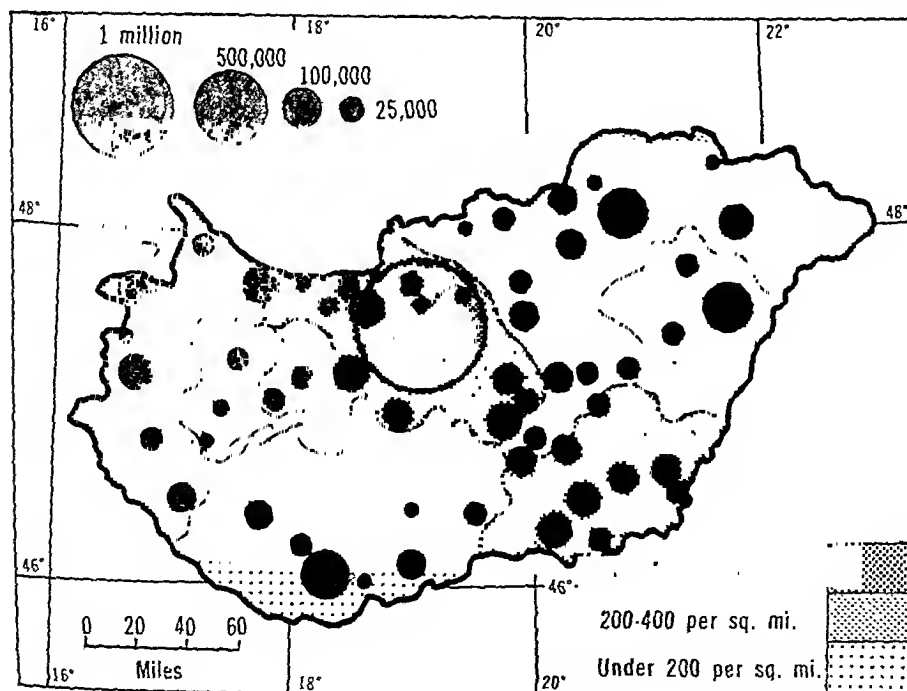 16°
18°
20°
22°
1 million
500,000
100,000
25,000
48°
48°
46°
46°
0 20 40 60
Miles
200-400 per sq. mi.
Under 200 per sq. mi.
16°
18°
20°